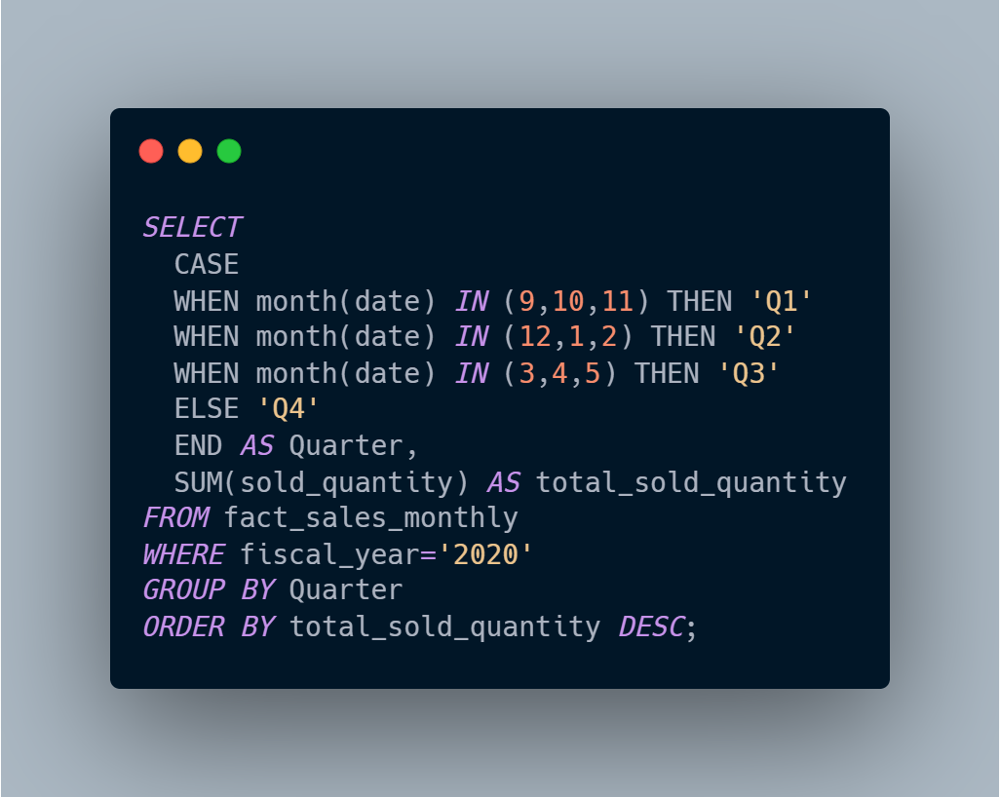 SELECT
  CASE
  WHEN month(date) IN (9,10,11) THEN 'Q1'
  WHEN month(date) IN (12,1,2) THEN 'Q2'
  WHEN month(date) IN (3,4,5) THEN 'Q3'
  ELSE 'Q4'
  END AS Quarter,
  SUM(sold_quantity) AS total_sold_quantity
FROM fact_sales_monthly
WHERE fiscal_year='2020'
GROUP BY Quarter
ORDER BY total_sold_quantity DESC;